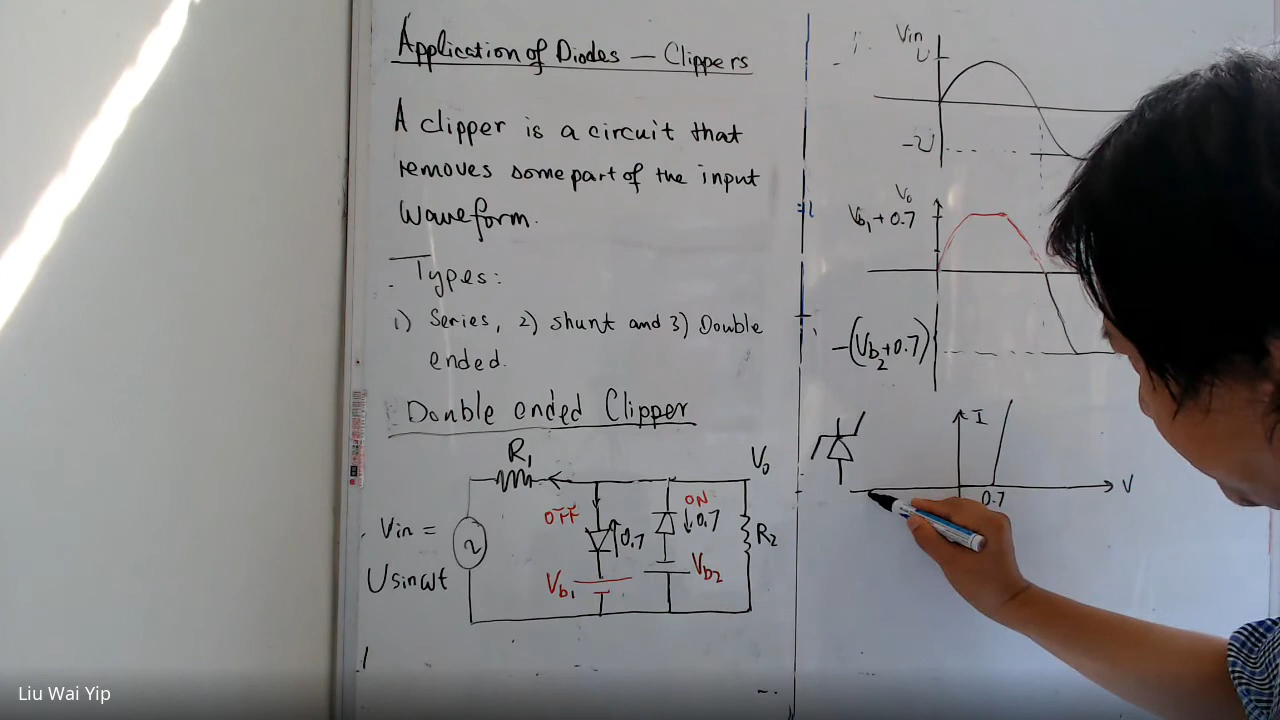 Application of Diodes — Clippers
A clipper is a circuit that
removes some part of the input
waveform.
Types:
1) Series, 2) shunt and 3) Double
ended.
Double ended Clipper
R1
V0
OFF
ON
0.7
0.7
R2
Vin =
Usinωt
Vb1
Vb2
Vin
U
-U
V0
Vb1 + 0.7
-(Vb2+0.7)
I
V
0.7
Liu Wai Yip